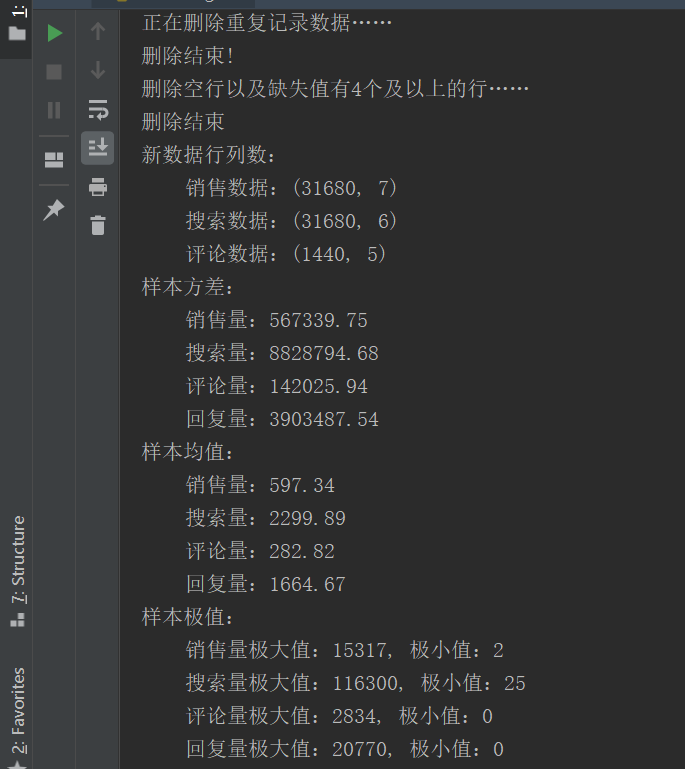 1:
正在删除重复记录数据……
删除结束!
删除空行以及缺失值有4个及以上的行……
删除结束
新数据行列数:
销售数据: (31680, 7)
搜索数据: (31680, 6)
评论数据: (1440, 5)
样本方差:
销售量: 567339.75
搜索量: 8828794.68
评论量: 142025.94
回复量: 3903487.54
样本均值:
销售量: 597.34
搜索量: 2299.89
评论量: 282.82
回复量: 1664.67
样本极值:
销售量极大值: 15317, 极小值: 2
搜索量极大值: 116300, 极小值: 25
评论量极大值: 2834, 极小值: 0
回复量极大值: 20770, 极小值: 0
7: Structure
2: Favorites